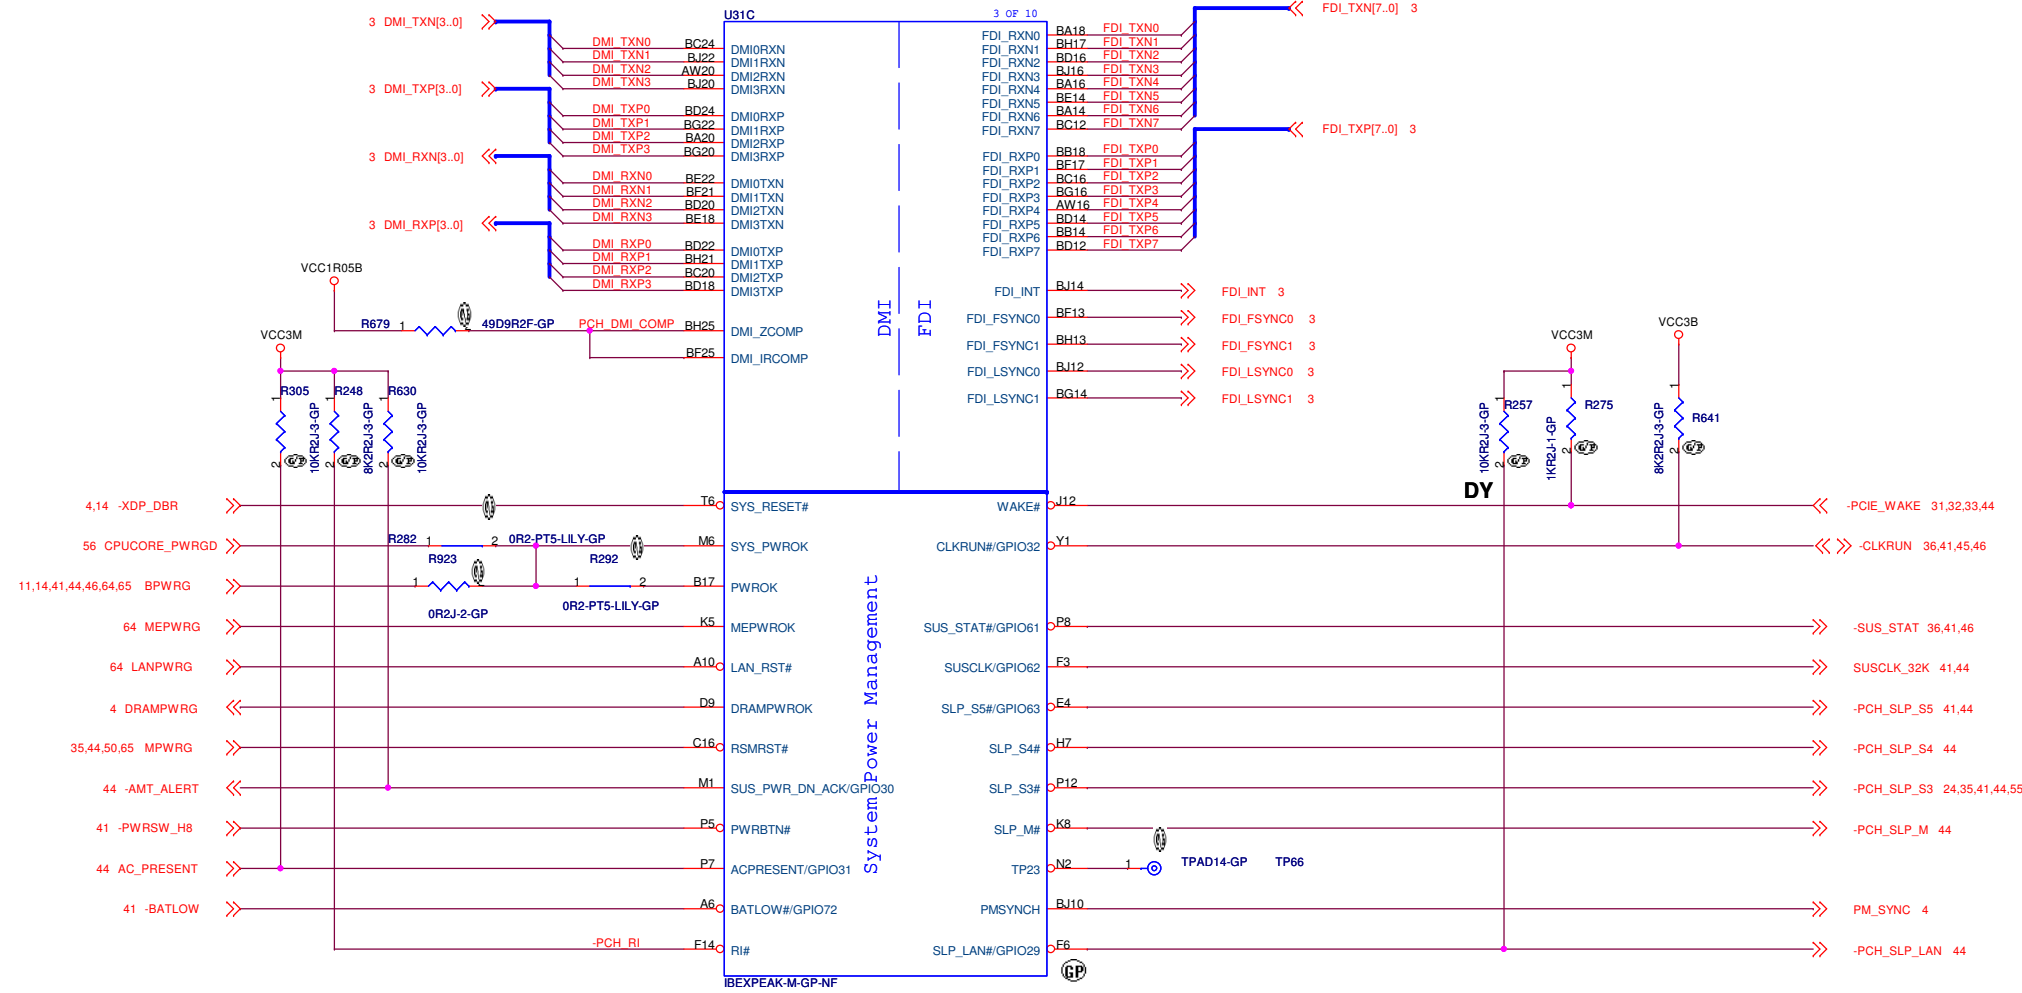 U31C 3 OF 10
3 DMI_TXN[3..0]
DMI_TXN0 BC24 DMI0RXN
DMI_TXN1 BJ22 DMI1RXN
DMI_TXN2 AW20 DMI2RXN
DMI_TXN3 BJ20 DMI3RXN
3 DMI_TXP[3..0]
DMI_TXP0 BD24 DMI0RXP
DMI_TXP1 BG22 DMI1RXP
DMI_TXP2 BA20 DMI2RXP
DMI_TXP3 BG20 DMI3RXP
3 DMI_RXN[3..0]
DMI_RXN0 BE22 DMI0TXN
DMI_RXN1 BF21 DMI1TXN
DMI_RXN2 BD20 DMI2TXN
DMI_RXN3 BE18 DMI3TXN
3 DMI_RXP[3..0]
DMI_RXP0 BD22 DMI0TXP
DMI_RXP1 BH21 DMI1TXP
DMI_RXP2 BC20 DMI2TXP
DMI_RXP3 BD18 DMI3TXP
VCC1R05B
R679 1 2 49D9R2F-GP PCH_DMI_COMP BH25 DMI_ZCOMP
BF25 DMI_IRCOMP
DMI
FDI
FDI_TXN[7..0] 3
FDI_RXN0 BA18 FDI_TXN0
FDI_RXN1 BH17 FDI_TXN1
FDI_RXN2 BD16 FDI_TXN2
FDI_RXN3 BJ16 FDI_TXN3
FDI_RXN4 BA16 FDI_TXN4
FDI_RXN5 BE14 FDI_TXN5
FDI_RXN6 BA14 FDI_TXN6
FDI_RXN7 BC12 FDI_TXN7
FDI_TXP[7..0] 3
FDI_RXP0 BB18 FDI_TXP0
FDI_RXP1 BF17 FDI_TXP1
FDI_RXP2 BC16 FDI_TXP2
FDI_RXP3 BG16 FDI_TXP3
FDI_RXP4 AW16 FDI_TXP4
FDI_RXP5 BD14 FDI_TXP5
FDI_RXP6 BB14 FDI_TXP6
FDI_RXP7 BD12 FDI_TXP7
FDI_INT BJ14 FDI_INT 3
FDI_FSYNC0 BF13 FDI_FSYNC0 3
FDI_FSYNC1 BH13 FDI_FSYNC1 3
FDI_LSYNC0 BJ12 FDI_LSYNC0 3
FDI_LSYNC1 BG14 FDI_LSYNC1 3
VCC3M
R305 R248 R630
1 1 1
10KR2J-3-GP 8K2R2J-3-GP 10KR2J-3-GP
2 G/P 2 G/P 2 G/P
VCC3M VCC3B
1 R257 1 R275 1 R641
10KR2J-3-GP 1KR2J-1-GP 8K2R2J-3-GP
2 G/P 2 G/P 2 G/P
DY
4,14 -XDP_DBR T6 SYS_RESET#
56 CPUCORE_PWRGD R282 1 2 0R2-PT5-LILY-GP M6 SYS_PWROK
R923 R292
11,14,41,44,46,64,65 BPWRG 1 2 1 2 B17 PWROK
0R2J-2-GP 0R2-PT5-LILY-GP
64 MEPWRG K5 MEPWROK
64 LANPWRG A10 LAN_RST#
4 DRAMPWRG D9 DRAMPWROK
35,44,50,65 MPWRG C16 RSMRST#
44 -AMT_ALERT M1 SUS_PWR_DN_ACK/GPIO30
41 -PWRSW_H8 P5 PWRBTN#
44 AC_PRESENT P7 ACPRESENT/GPIO31
41 -BATLOW A6 BATLOW#/GPIO72
-PCH_RI F14 RI#
System Power Management
WAKE# J12 -PCIE_WAKE 31,32,33,44
CLKRUN#/GPIO32 Y1 -CLKRUN 36,41,45,46
SUS_STAT#/GPIO61 P8 -SUS_STAT 36,41,46
SUSCLK/GPIO62 F3 SUSCLK_32K 41,44
SLP_S5#/GPIO63 E4 -PCH_SLP_S5 41,44
SLP_S4# H7 -PCH_SLP_S4 44
SLP_S3# P12 -PCH_SLP_S3 24,35,41,44,55
SLP_M# K8 -PCH_SLP_M 44
TP23 N2 1 TPAD14-GP TP66
PMSYNCH BJ10 PM_SYNC 4
SLP_LAN#/GPIO29 F6 -PCH_SLP_LAN 44
GP
IBEXPEAK-M-GP-NF